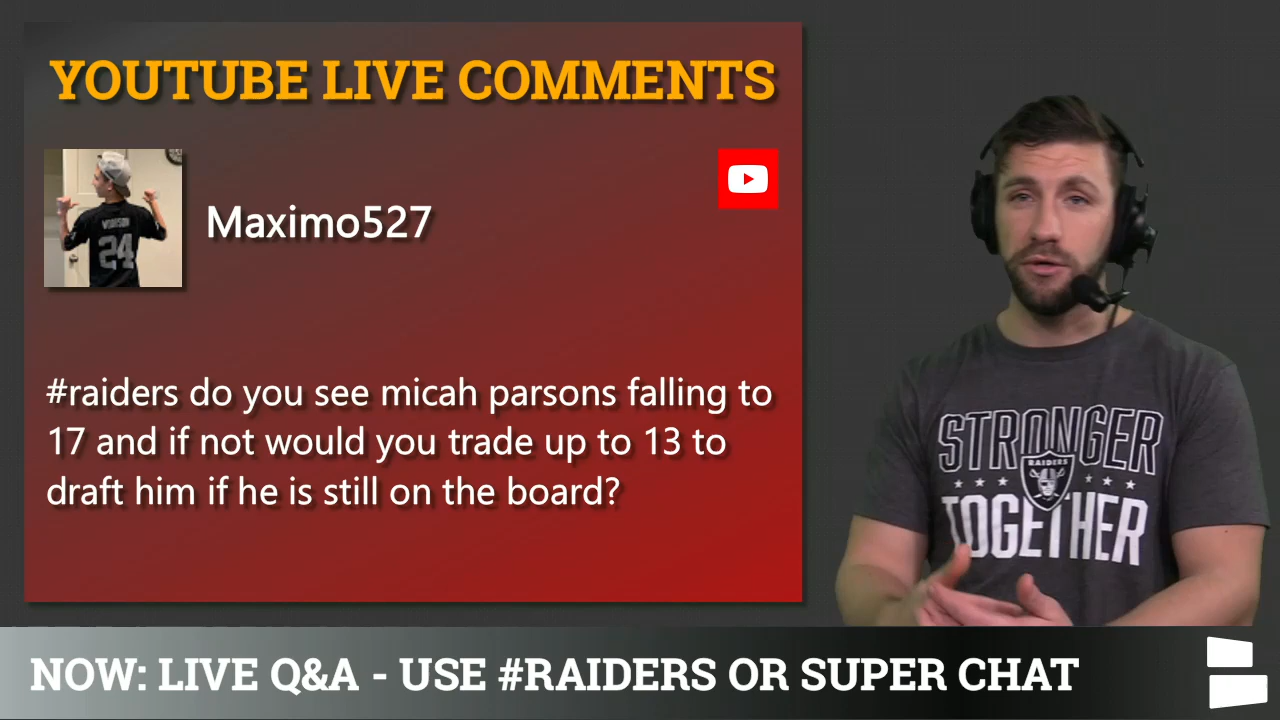 YOUTUBE LIVE COMMENTS
Maximo527
24
#raiders do you see micah parsons falling to
17 and if not would you trade up to 13 to
draft him if he is still on the board?
STRONGER
RAIDERS
TOGETHER
NOW: LIVE Q&A - USE #RAIDERS OR SUPER CHAT